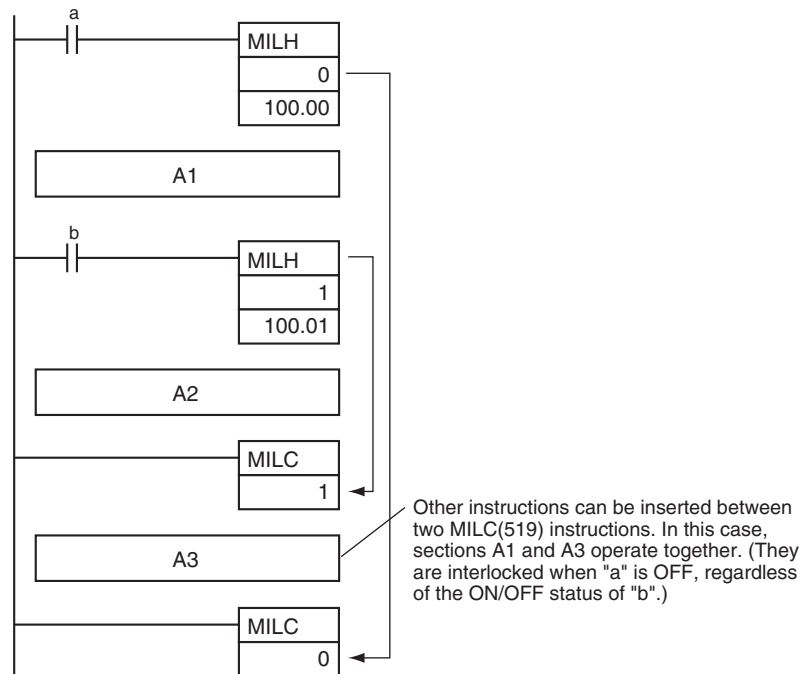 a
MILH
0
100.00
A1
b
MILH
1
100.01
A2
MILC
1
Other instructions can be inserted between
two MILC(519) instructions. In this case,
sections A1 and A3 operate together. (They
are interlocked when "a" is OFF, regardless
of the ON/OFF status of "b".)
A3
MILC
0